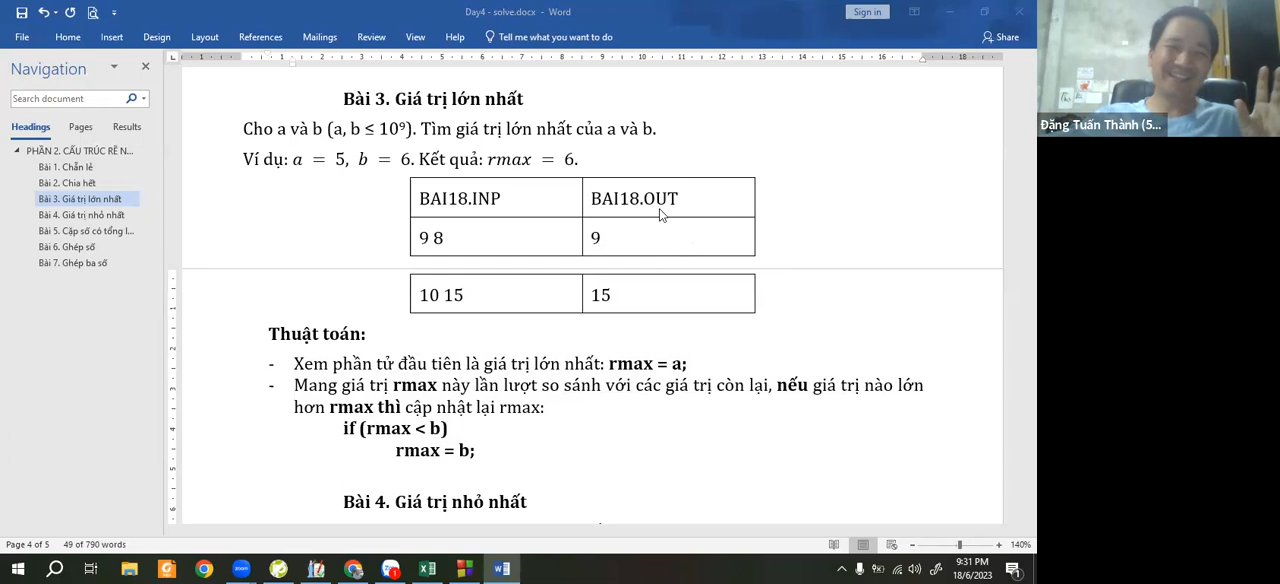 Day4 - solve.docx - Word
Sign in
File Home Insert Design Layout References Mailings Review View Help Tell me what you want to do Share
Navigation
Search document
Headings Pages Results
PHẦN 2. CẤU TRÚC RẼ N...
Bài 1. Chẵn lẻ
Bài 2. Chia hết
Bài 3. Giá trị lớn nhất
Bài 4. Giá trị nhỏ nhất
Bài 5. Cặp số có tổng l...
Bài 6. Ghép số
Bài 7. Ghép ba số
Bài 3. Giá trị lớn nhất
Cho a và b (a, b ≤ 10⁹). Tìm giá trị lớn nhất của a và b.
Ví dụ: a = 5, b = 6. Kết quả: rmax = 6.
BAI18.INP BAI18.OUT
9 8 9
10 15 15
Thuật toán:
- Xem phần tử đầu tiên là giá trị lớn nhất: rmax = a;
- Mang giá trị rmax này lần lượt so sánh với các giá trị còn lại, nếu giá trị nào lớn
hơn rmax thì cập nhật lại rmax:
if (rmax < b)
rmax = b;
Bài 4. Giá trị nhỏ nhất
Đặng Tuấn Thành (5...
Page 4 of 5 49 of 790 words 140%
9:31 PM
18/6/2023